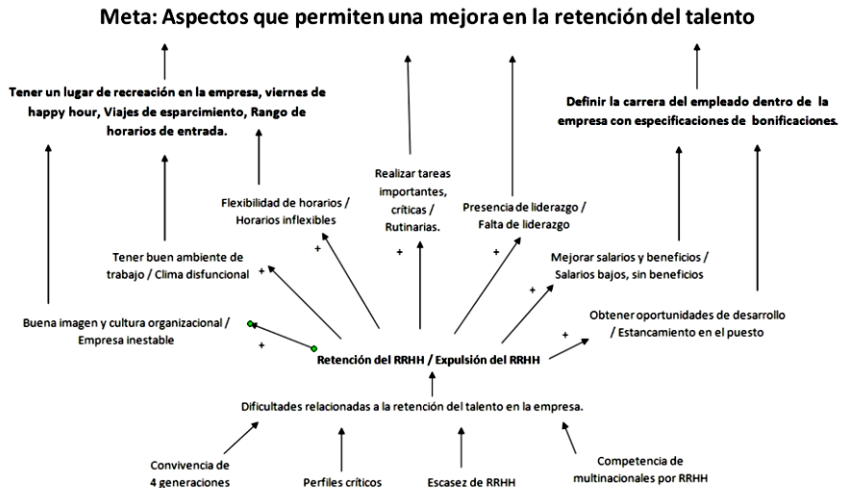 Meta: Aspectos que permiten una mejora en la retención del talento
Tener un lugar de recreación en la empresa, viernes de
happy hour, Viajes de esparcimiento, Rango de
horarios de entrada.
Definir la carrera del empleado dentro de la
empresa con especificaciones de bonificaciones.
Realizar tareas
importantes,
críticas /
Rutinarias.
Flexibilidad de horarios /
Horarios inflexibles
Presencia de liderazgo /
Falta de liderazgo
+
+
+
Tener buen ambiente de
trabajo / Clima disfuncional
+
Mejorar salarios y beneficios /
Salarios bajos, sin beneficios
+
Buena imagen y cultura organizacional /
Empresa inestable
+
Obtener oportunidades de desarrollo
/ Estancamiento en el puesto
+
Retención del RRHH / Expulsión del RRHH
Dificultades relacionadas a la retención del talento en la empresa.
Convivencia de
4 generaciones
Perfiles críticos
Escasez de RRHH
Competencia de
multinacionales por RRHH